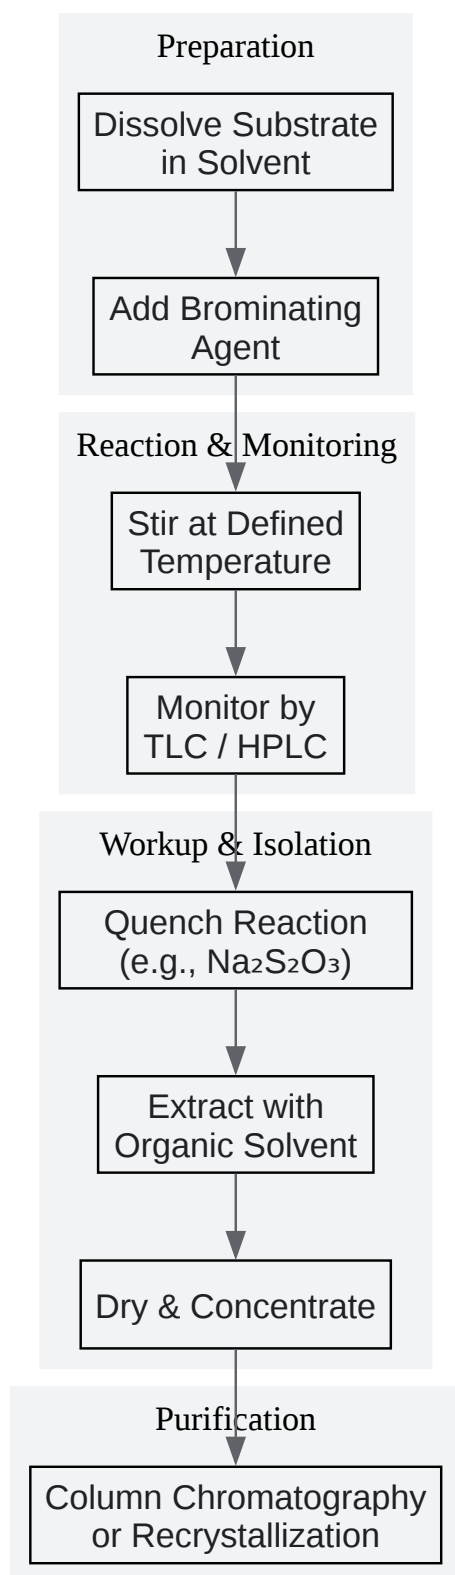 Preparation
Dissolve Substrate
in Solvent
Add Brominating
Agent
Reaction & Monitoring
Stir at Defined
Temperature
Monitor by
TLC / HPLC
Workup & Isolation
Quench Reaction
(e.g., Na₂S₂O₃)
Extract with
Organic Solvent
Dry & Concentrate
Purification
Column Chromatography
or Recrystallization